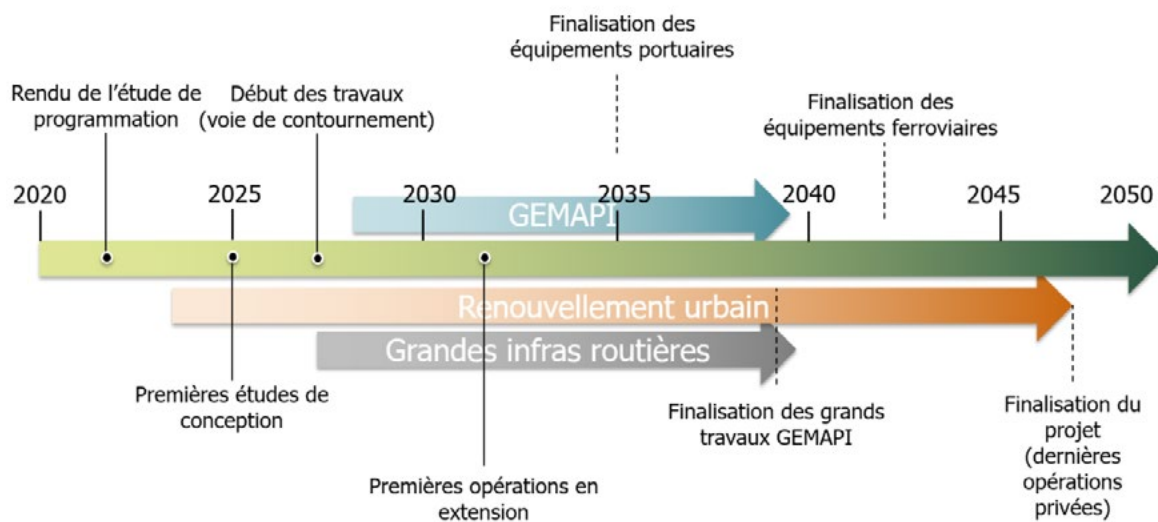 Finalisation des
équipements portuaires
Rendu de l'étude de
programmation
Début des travaux
(voie de contournement)
Finalisation des
équipements ferroviaires
2020
2025
2030
2035
2040
2045
2050
GEMAPI
Renouvellement urbain
Grandes infras routières
Premières études de
conception
Finalisation des grands
travaux GEMAPI
Finalisation du
projet
(dernières
opérations
privées)
Premières opérations en
extension